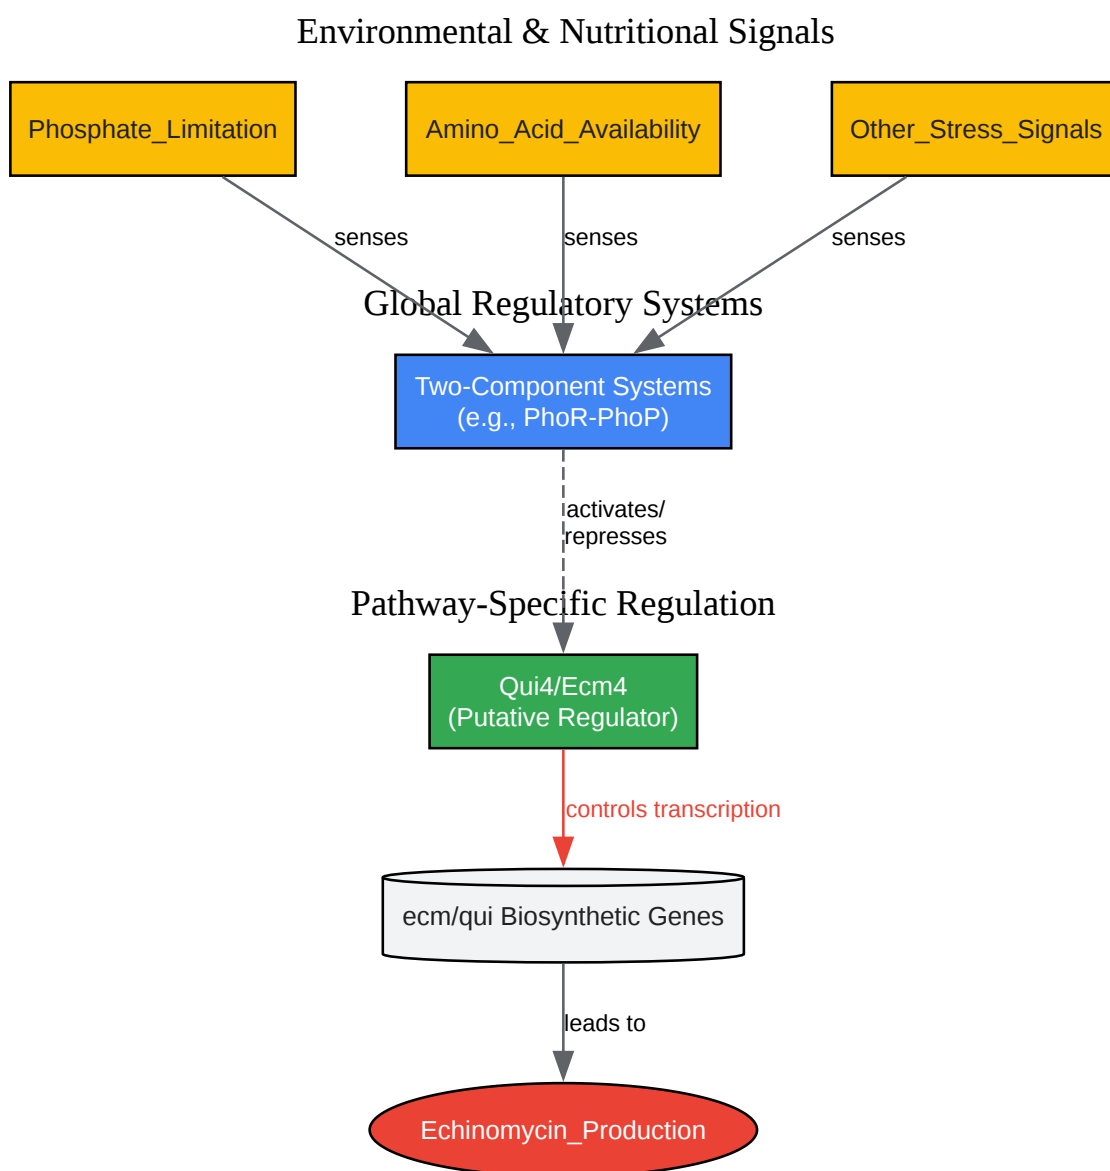 Environmental & Nutritional Signals
Phosphate_Limitation
Amino_Acid_Availability
Other_Stress_Signals
senses
senses
senses
Global Regulatory Systems
Two-Component Systems
(e.g., PhoR-PhoP)
activates/
represses
Pathway-Specific Regulation
Qui4/Ecm4
(Putative Regulator)
controls transcription
ecm/qui Biosynthetic Genes
leads to
Echinomycin_Production